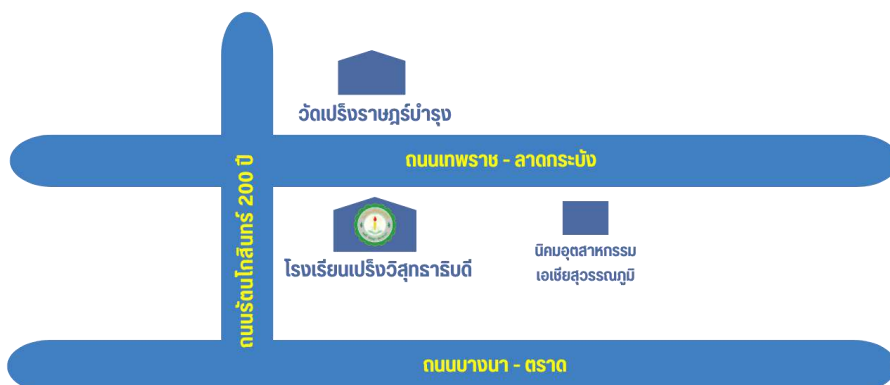 วัดเปร็งราษฎร์บำรุง
ถนนเทพราช - ลาดกระบัง
ถนนรัตนโกสินทร์ 200 ปี
โรงเรียนเปร็งวิสุทธาธิบดี
นิคมอุตสาหกรรม
เอเชียสุวรรณภูมิ
ถนนบางนา - ตราด